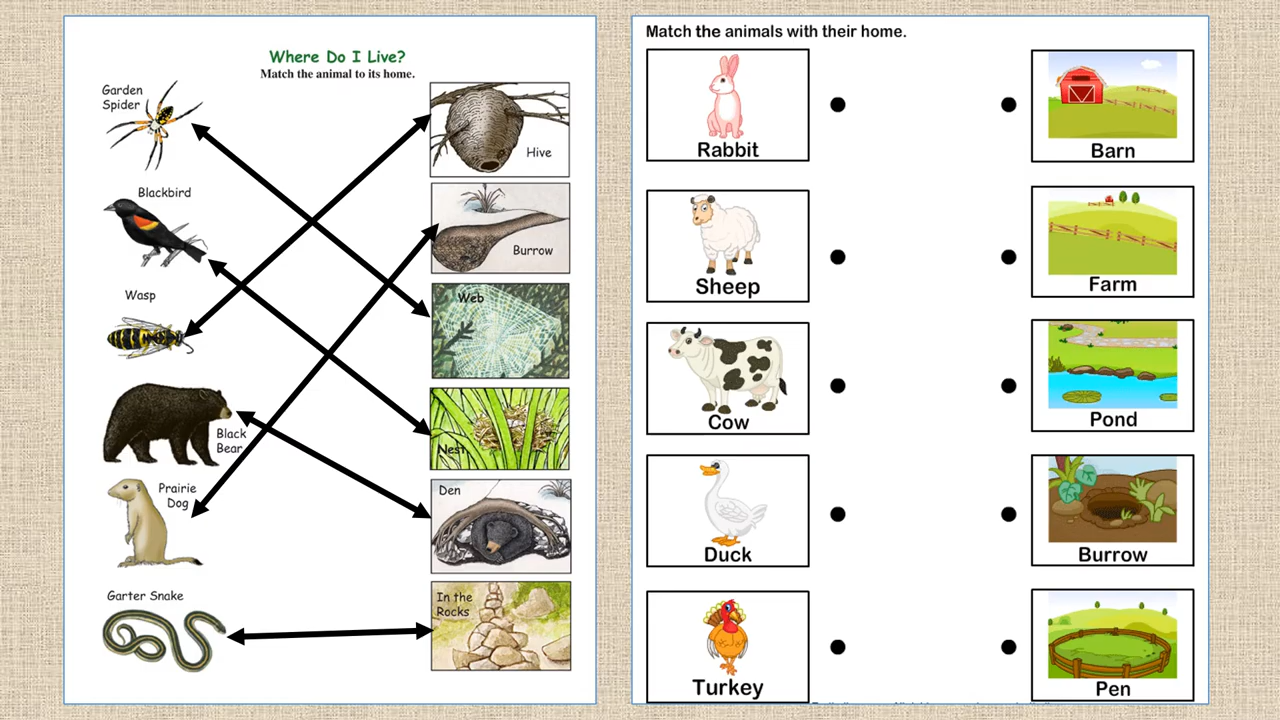 Where Do I Live?
Match the animal to its home.
Garden
Spider
Hive
Blackbird
Burrow
Wasp
Web
Black
Bear
Nest
Prairie
Dog
Den
Garter Snake
In the
Rocks
Match the animals with their home.
Rabbit
Barn
Sheep
Farm
Cow
Pond
Duck
Burrow
Turkey
Pen